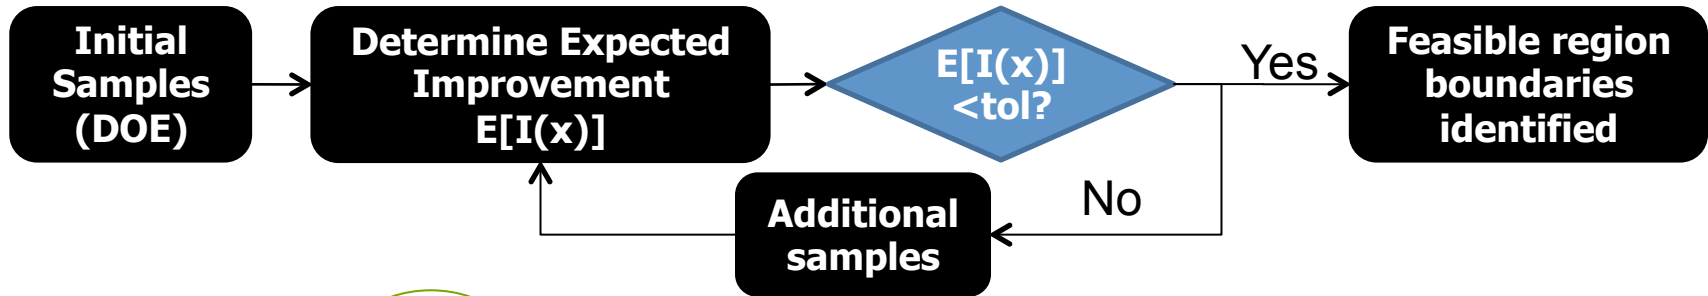 Initial
Samples
(DOE)
Determine Expected
Improvement
E[I(x)]
E[I(x)]
<tol?
Yes
Feasible region
boundaries
identified
No
Additional
samples